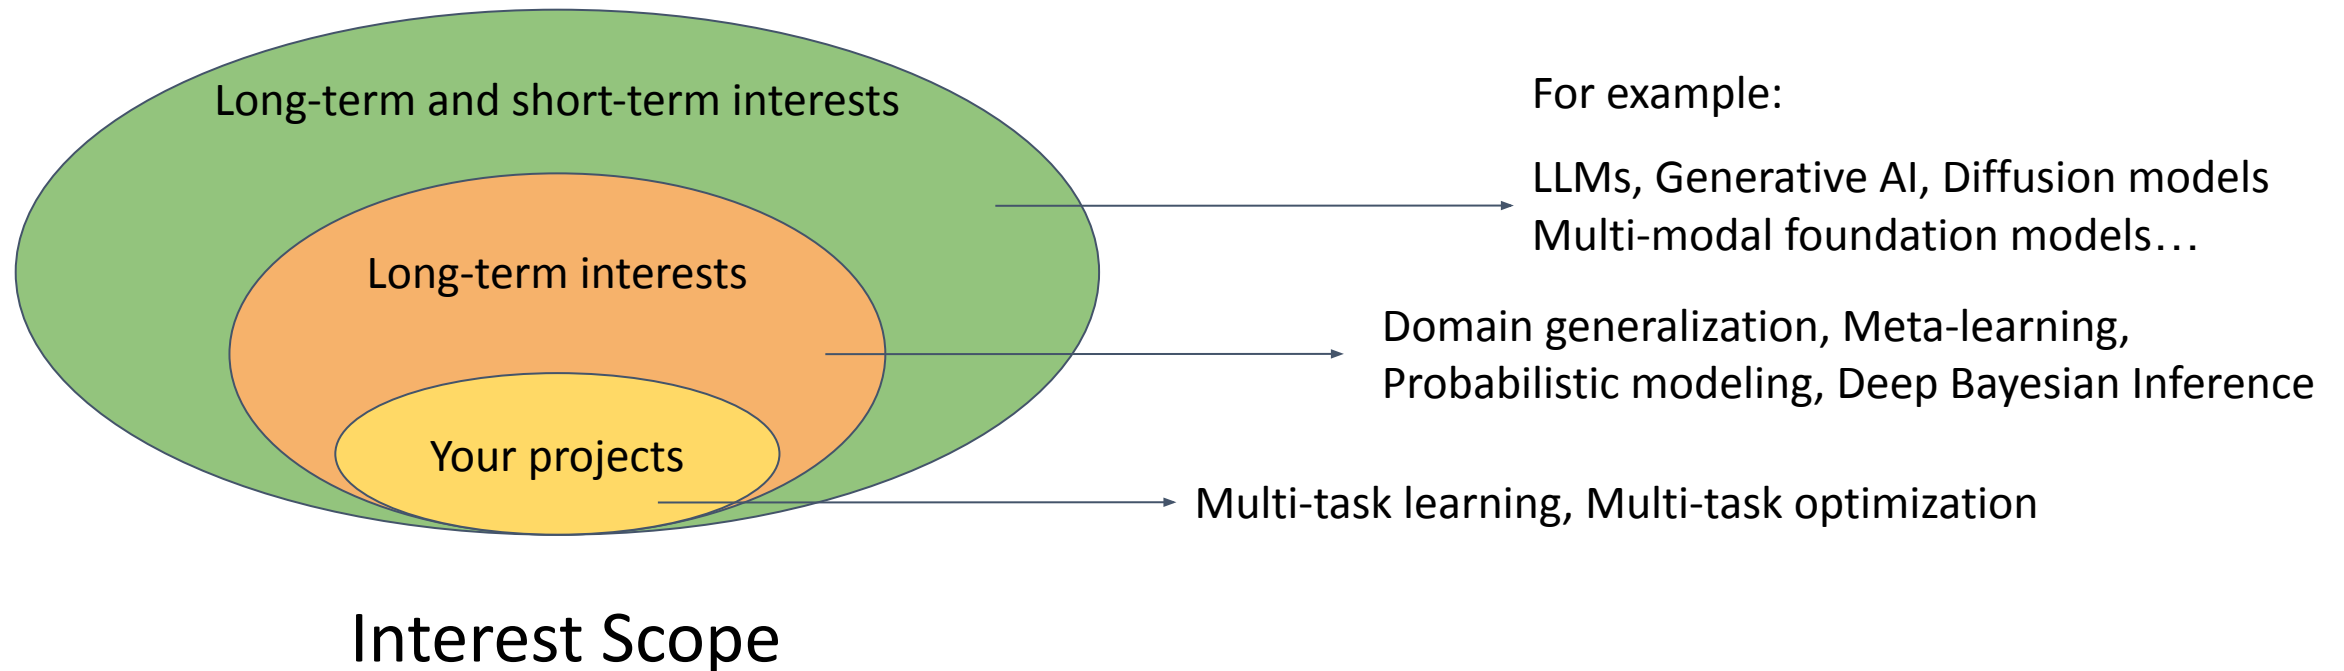 Long-term and short-term interests
Long-term interests
Your projects
For example:
LLMs, Generative AI, Diffusion models
Multi-modal foundation models…
Domain generalization, Meta-learning,
Probabilistic modeling, Deep Bayesian Inference
Multi-task learning, Multi-task optimization
Interest Scope